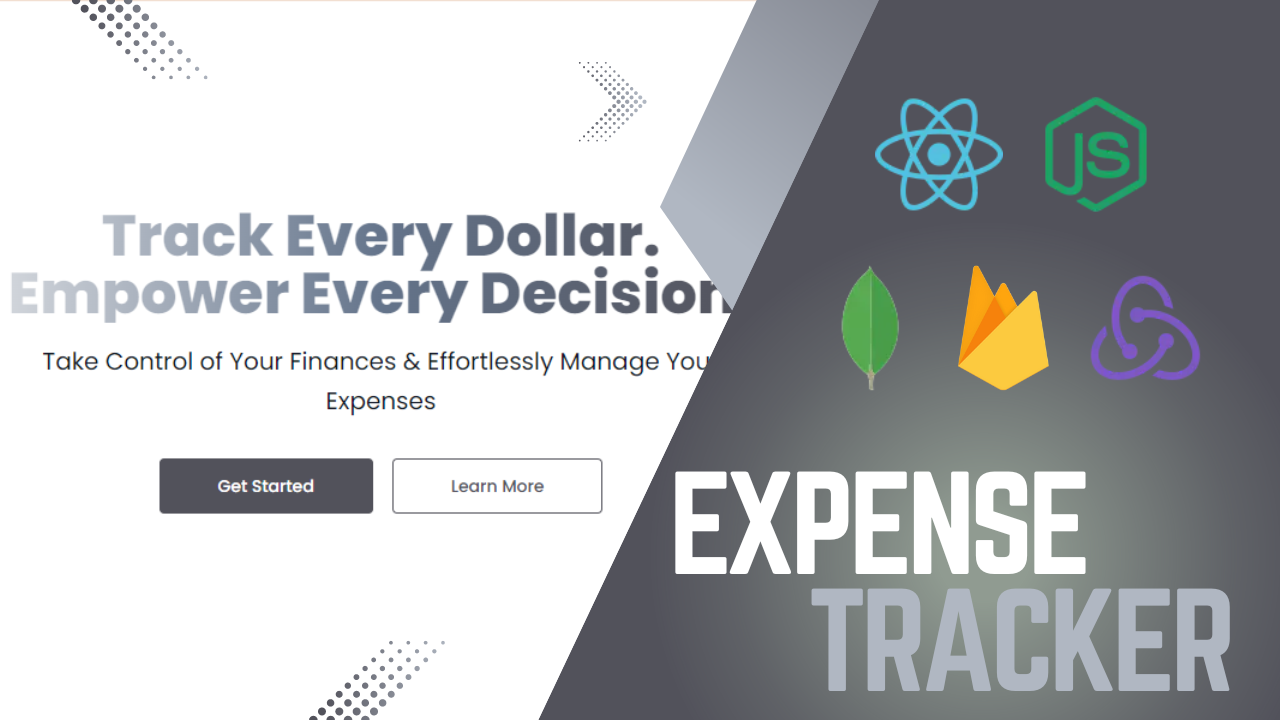 Track Every Dollar.
Empower Every Decision
Take Control of Your Finances & Effortlessly Manage You
Expenses
Get Started
Learn More
JS
EXPENSE
TRACKER